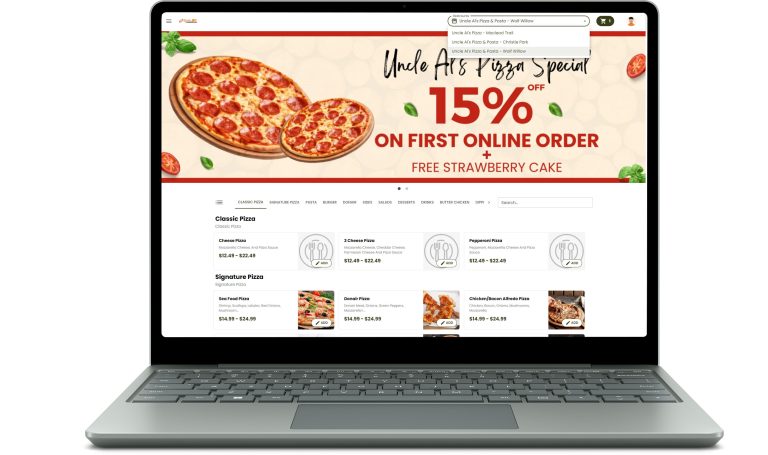 Uncle Al's Pizza & Pasta - Wolf Willow
Uncle Al's Pizza - Macleod Trail
Uncle Al's Pizza & Pasta - Christie Park
Uncle Al's Pizza & Pasta - Wolf Willow
Uncle Al's Pizza Special
15% OFF
ON FIRST ONLINE ORDER
+
FREE STRAWBERRY CAKE
CLASSIC PIZZA SIGNATURE PIZZA PASTA BURGER DONAIR SIDES SALADS DESSERTS DRINKS BUTTER CHICKEN Search...
Classic Pizza
Classic Pizza
Cheese Pizza 3 Cheese Pizza Pepperoni Pizza
Mozzarella Cheese And Pizza Sauce Mozzarella Cheese, Cheddar Cheese Mozzarella Cheese And Pizza
Parmesan Cheese And Pizza Sauce Sauce
$12.49 - $22.49 $12.49 - $22.49 $12.49 - $22.49
ADD ADD ADD
Signature Pizza
Signature Pizza
Sea Food Pizza Donair Pizza Chicken/Bacon Alfredo Pizza
Shrimp, Scallops, Lobster, Red Onions, Donair Meat, Onions, Green Peppers, Chicken, Bacon, Onions, Mushrooms,
Mushroom... Mozzarella... Mozzarella...
$14.99 - $24.99 $14.99 - $24.99 $14.99 - $24.99
ADD ADD ADD